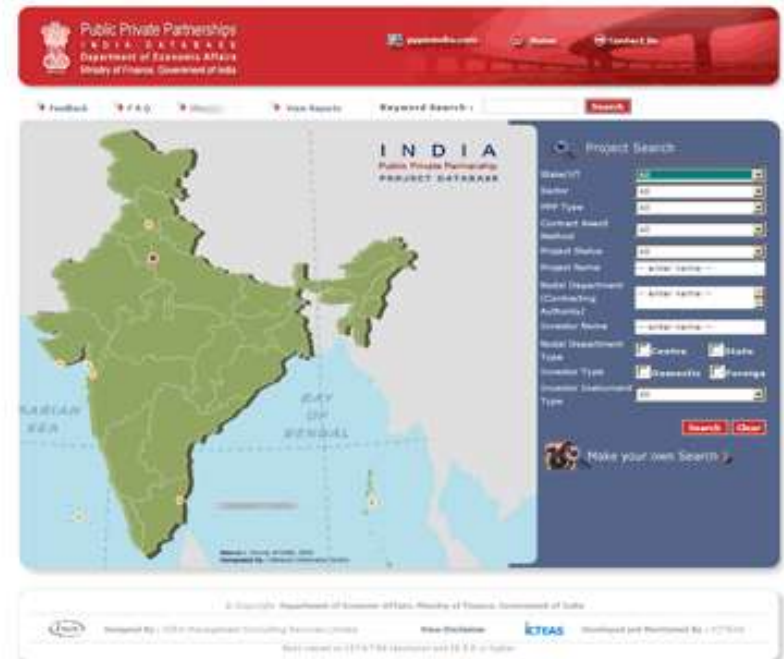 Public Private Partnerships
INDIA DATABASE
Department of Economic Affairs
Ministry of Finance, Government of India
pppinindia.com
Home
Contact Us
Feedback
F A Q
View Reports
Keyword Search :
Search
INDIA
Public Private Partnership
PROJECT DATABASE
ARABIAN
SEA
BAY
OF
BENGAL
Project Search
State/UT
All
Sector
All
PPP Type
All
Contract Award
Method
All
Project Status
All
Project Name
-- enter name --
Nodal Department
(Contracting
Authority)
-- enter name --
Investor Name
-- enter name --
Nodal Department
Type
Centre
State
Investor Type
Domestic
Foreign
Investor Instrument
Type
All
Search
Clear
Make your own Search
© Copyright Department of Economic Affairs, Ministry of Finance, Government of India
View Disclaimer
ICTEAS
Developed and Maintained By : ICTEAS